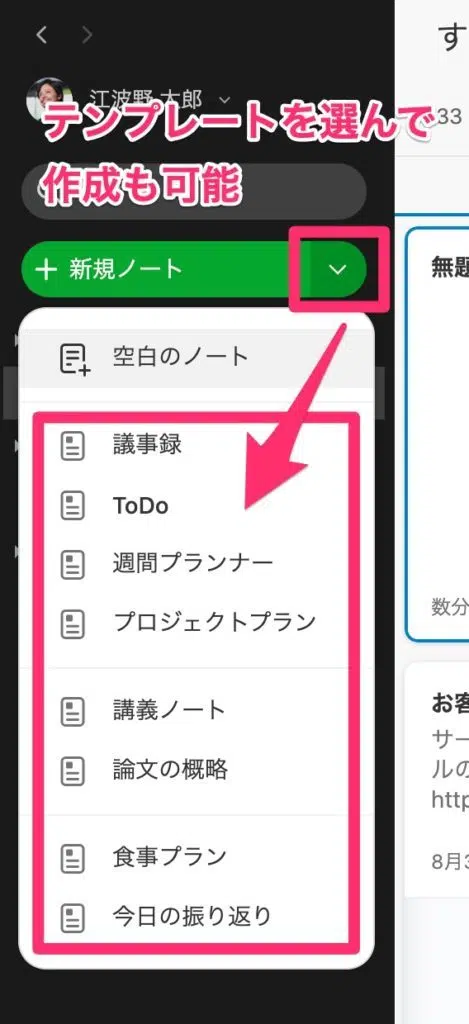 す
江波野 太郎
テンプレートを選んで
33
作成も可能
新規ノート
無題
空白のノート
議事録
ToDo
週間プランナー
数分
プロジェクトプラン
お客
講義ノート
サー
論文の概略
ルの
http
食事プラン
8月3
今日の振り返り